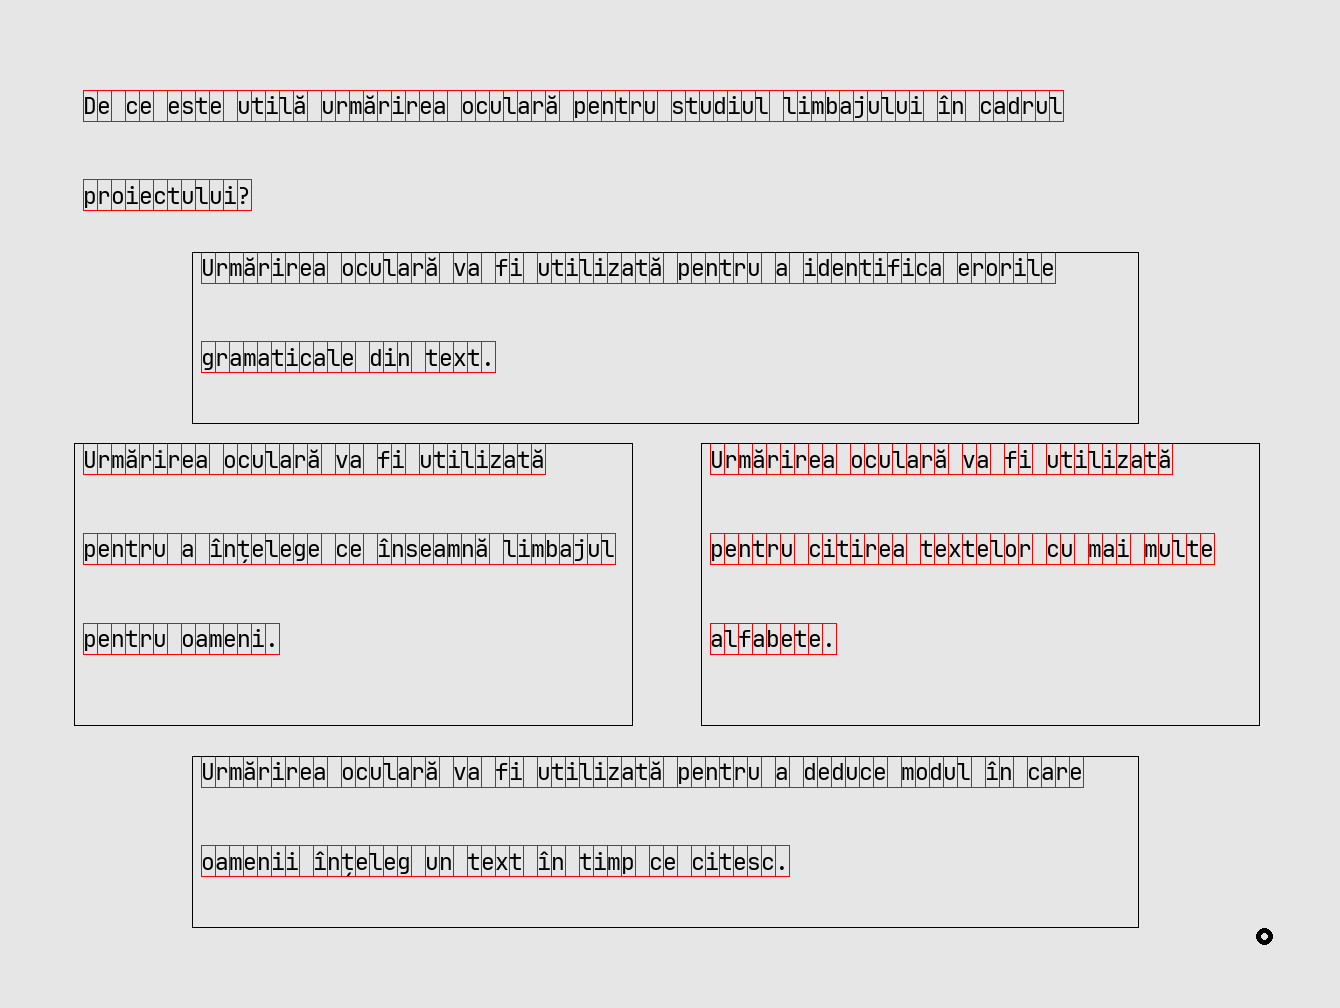 De ce este utilă urmărirea oculară pentru studiul limbajului în cadrul
proiectului?
Urmărirea oculară va fi utilizată pentru a identifica erorile
gramaticale din text.
Urmărirea oculară va fi utilizată
pentru a înțelege ce înseamnă limbajul
pentru oameni.
Urmărirea oculară va fi utilizată
pentru citirea textelor cu mai multe
alfabete.
Urmărirea oculară va fi utilizată pentru a deduce modul în care
oamenii înțeleg un text în timp ce citesc.